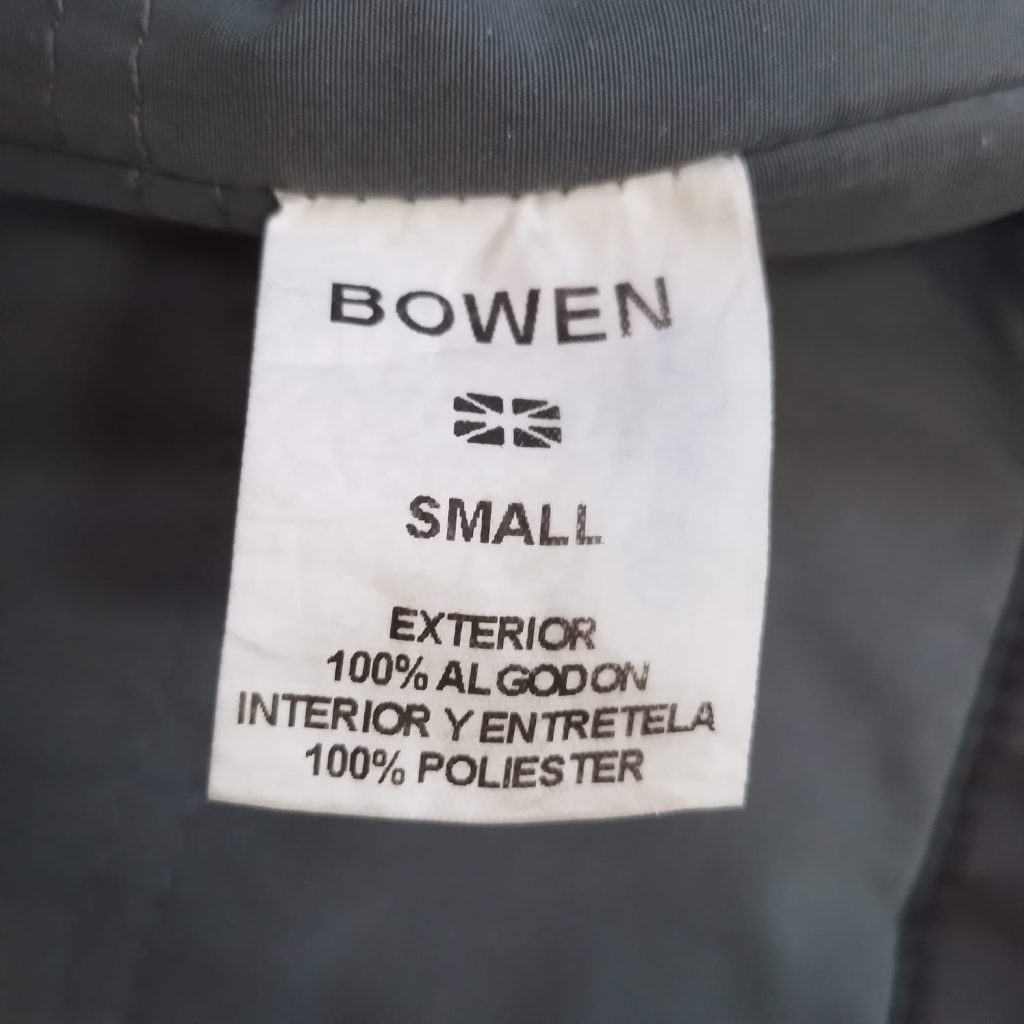 BOWEN
SMALL
EXTERIOR
100% ALGODON
INTERIOR Y ENTRETELA
100% POLIESTER